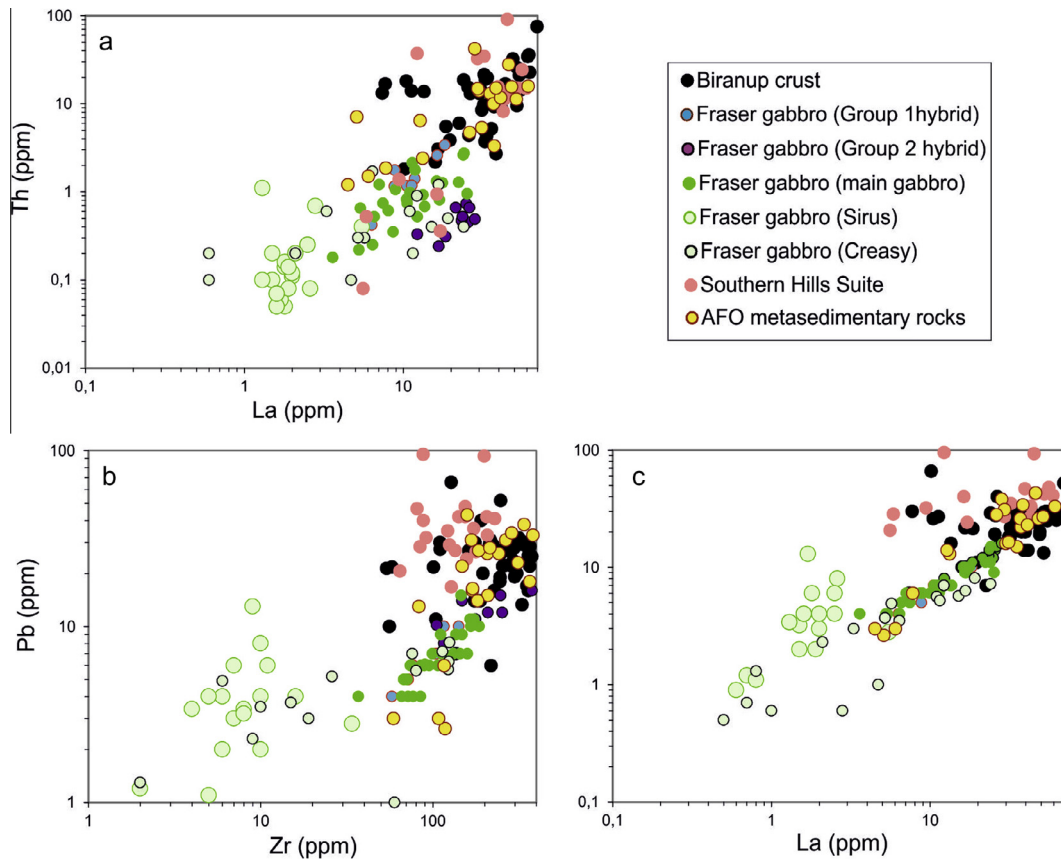 a
100
10
1
0,1
0,01
Th (ppm)
0,1
1
10
La (ppm)
Biranup crust
Fraser gabbro (Group 1hybrid)
Fraser gabbro (Group 2 hybrid)
Fraser gabbro (main gabbro)
Fraser gabbro (Sirus)
Fraser gabbro (Creasy)
Southern Hills Suite
AFO metasedimentary rocks
b
100
10
1
Pb (ppm)
1
10
100
Zr (ppm)
c
100
10
1
0,1
0,1
1
10
La (ppm)